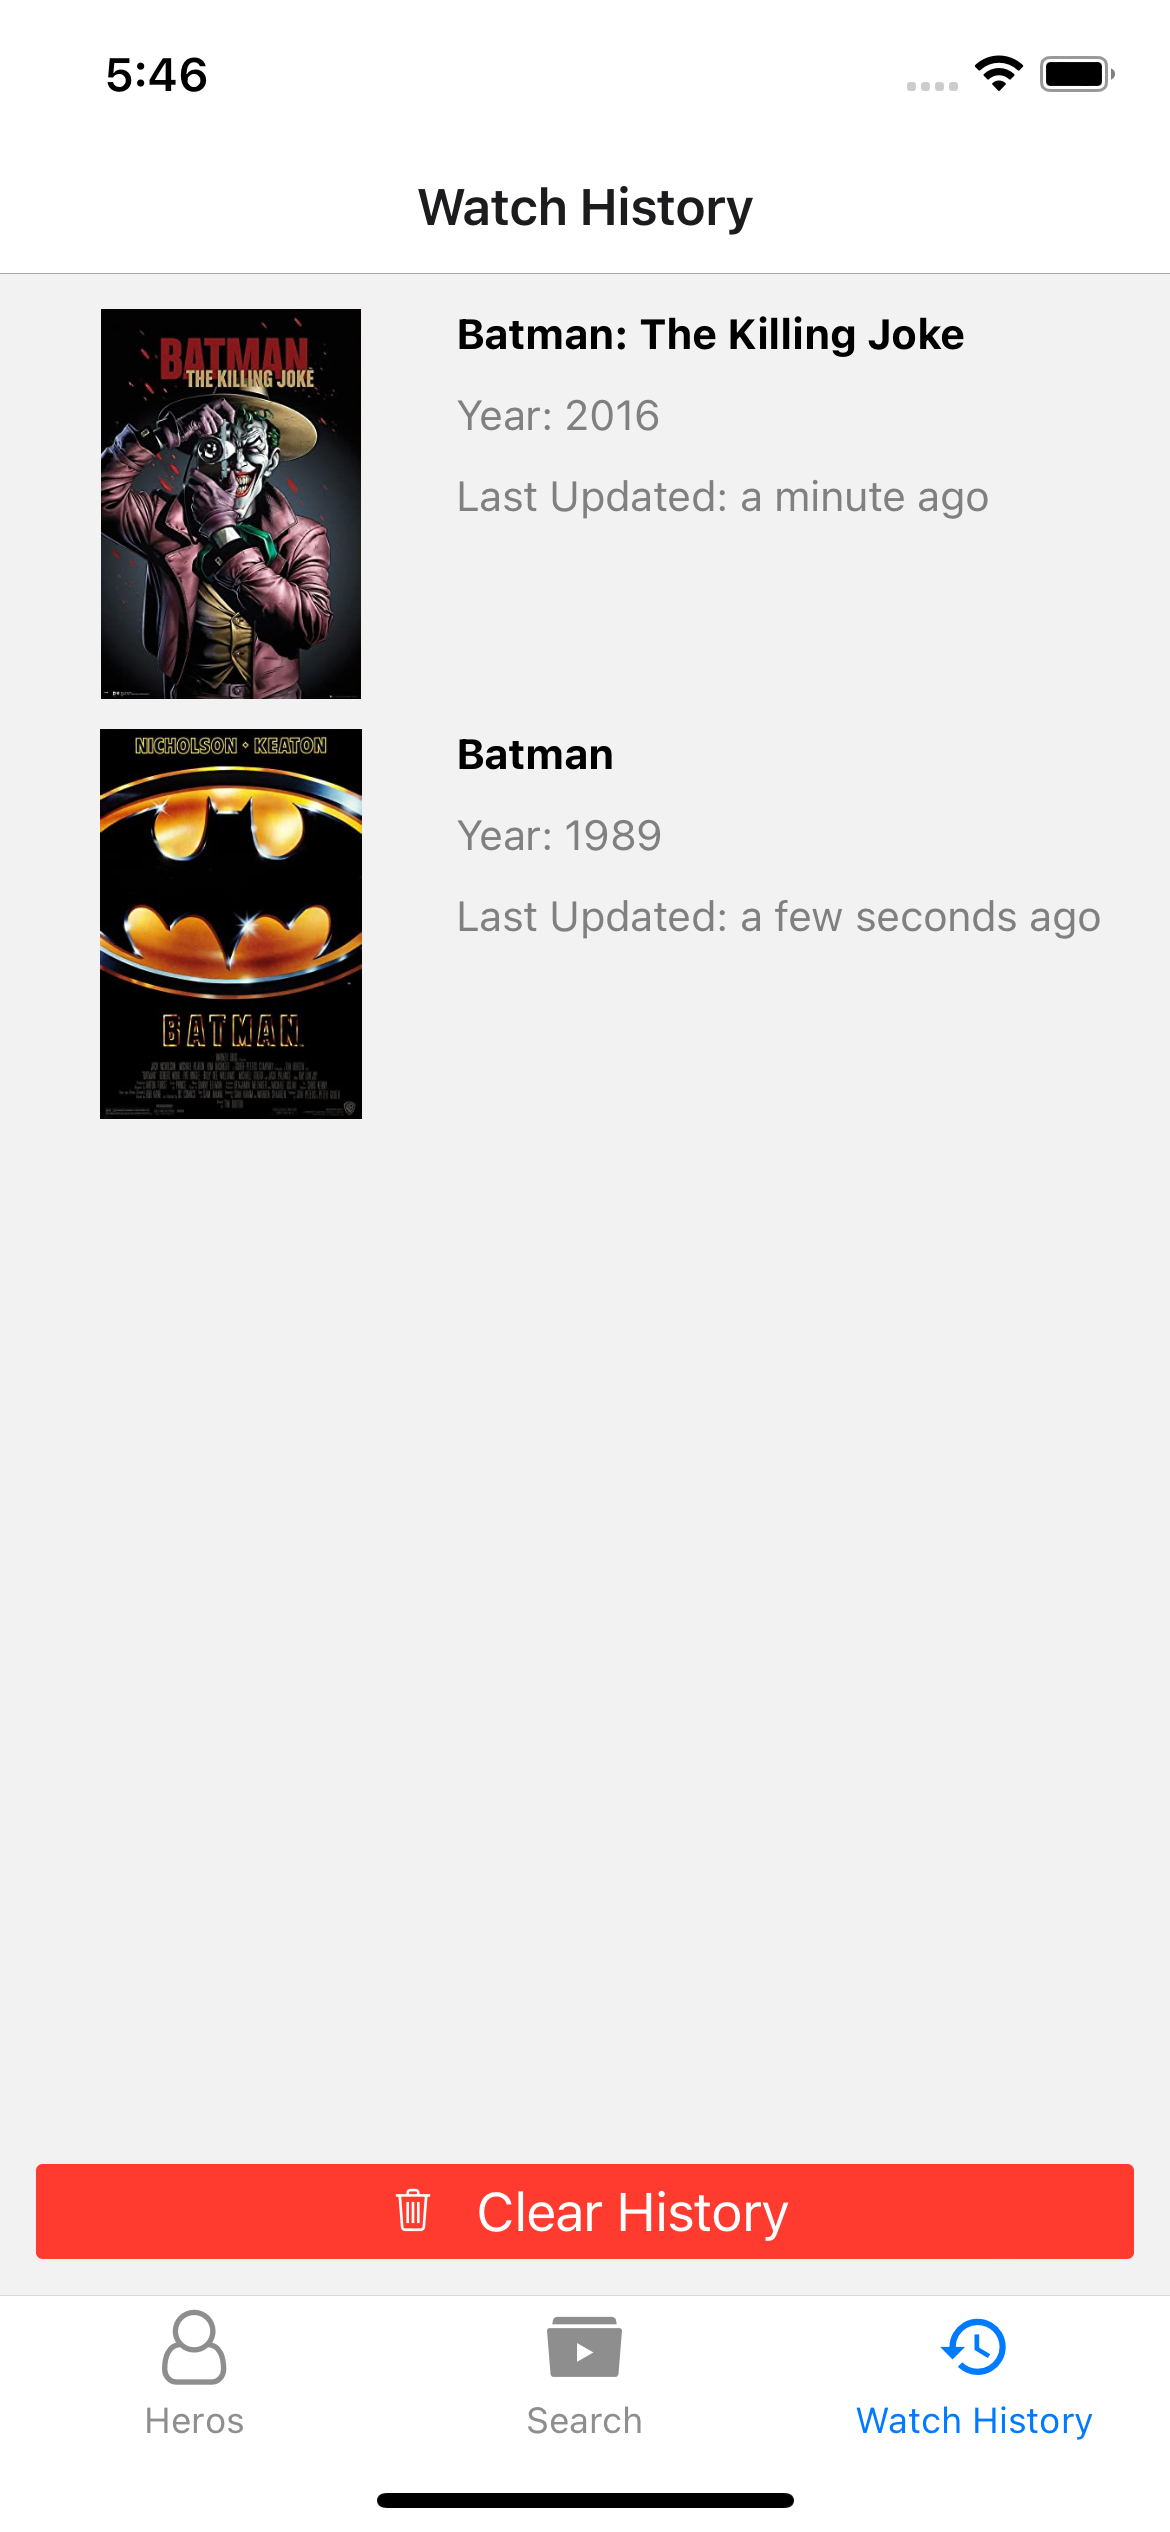 5:46
Watch History
BATMAN
THE KILLING JOKE
Batman: The Killing Joke
Year: 2016
Last Updated: a minute ago
NICHOLSON • KEATON
BATMAN
Batman
Year: 1989
Last Updated: a few seconds ago
Clear History
Heros
Search
Watch History